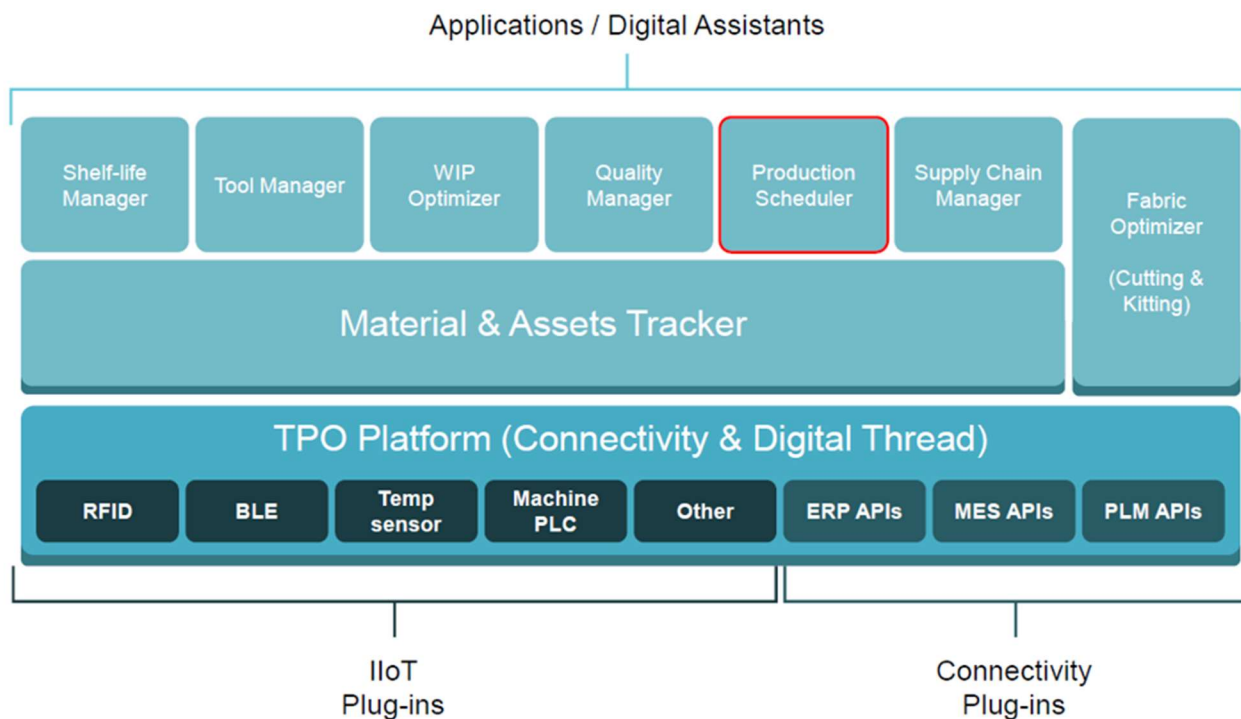 Applications / Digital Assistants
Shelf-life
Manager
Tool Manager
WIP
Optimizer
Quality
Manager
Production
Scheduler
Supply Chain
Manager
Fabric
Optimizer
(Cutting &
Kitting)
Material & Assets Tracker
TPO Platform (Connectivity & Digital Thread)
RFID
BLE
Temp
sensor
Machine
PLC
Other
ERP APIs
MES APIs
PLM APIs
IIoT
Plug-ins
Connectivity
Plug-ins